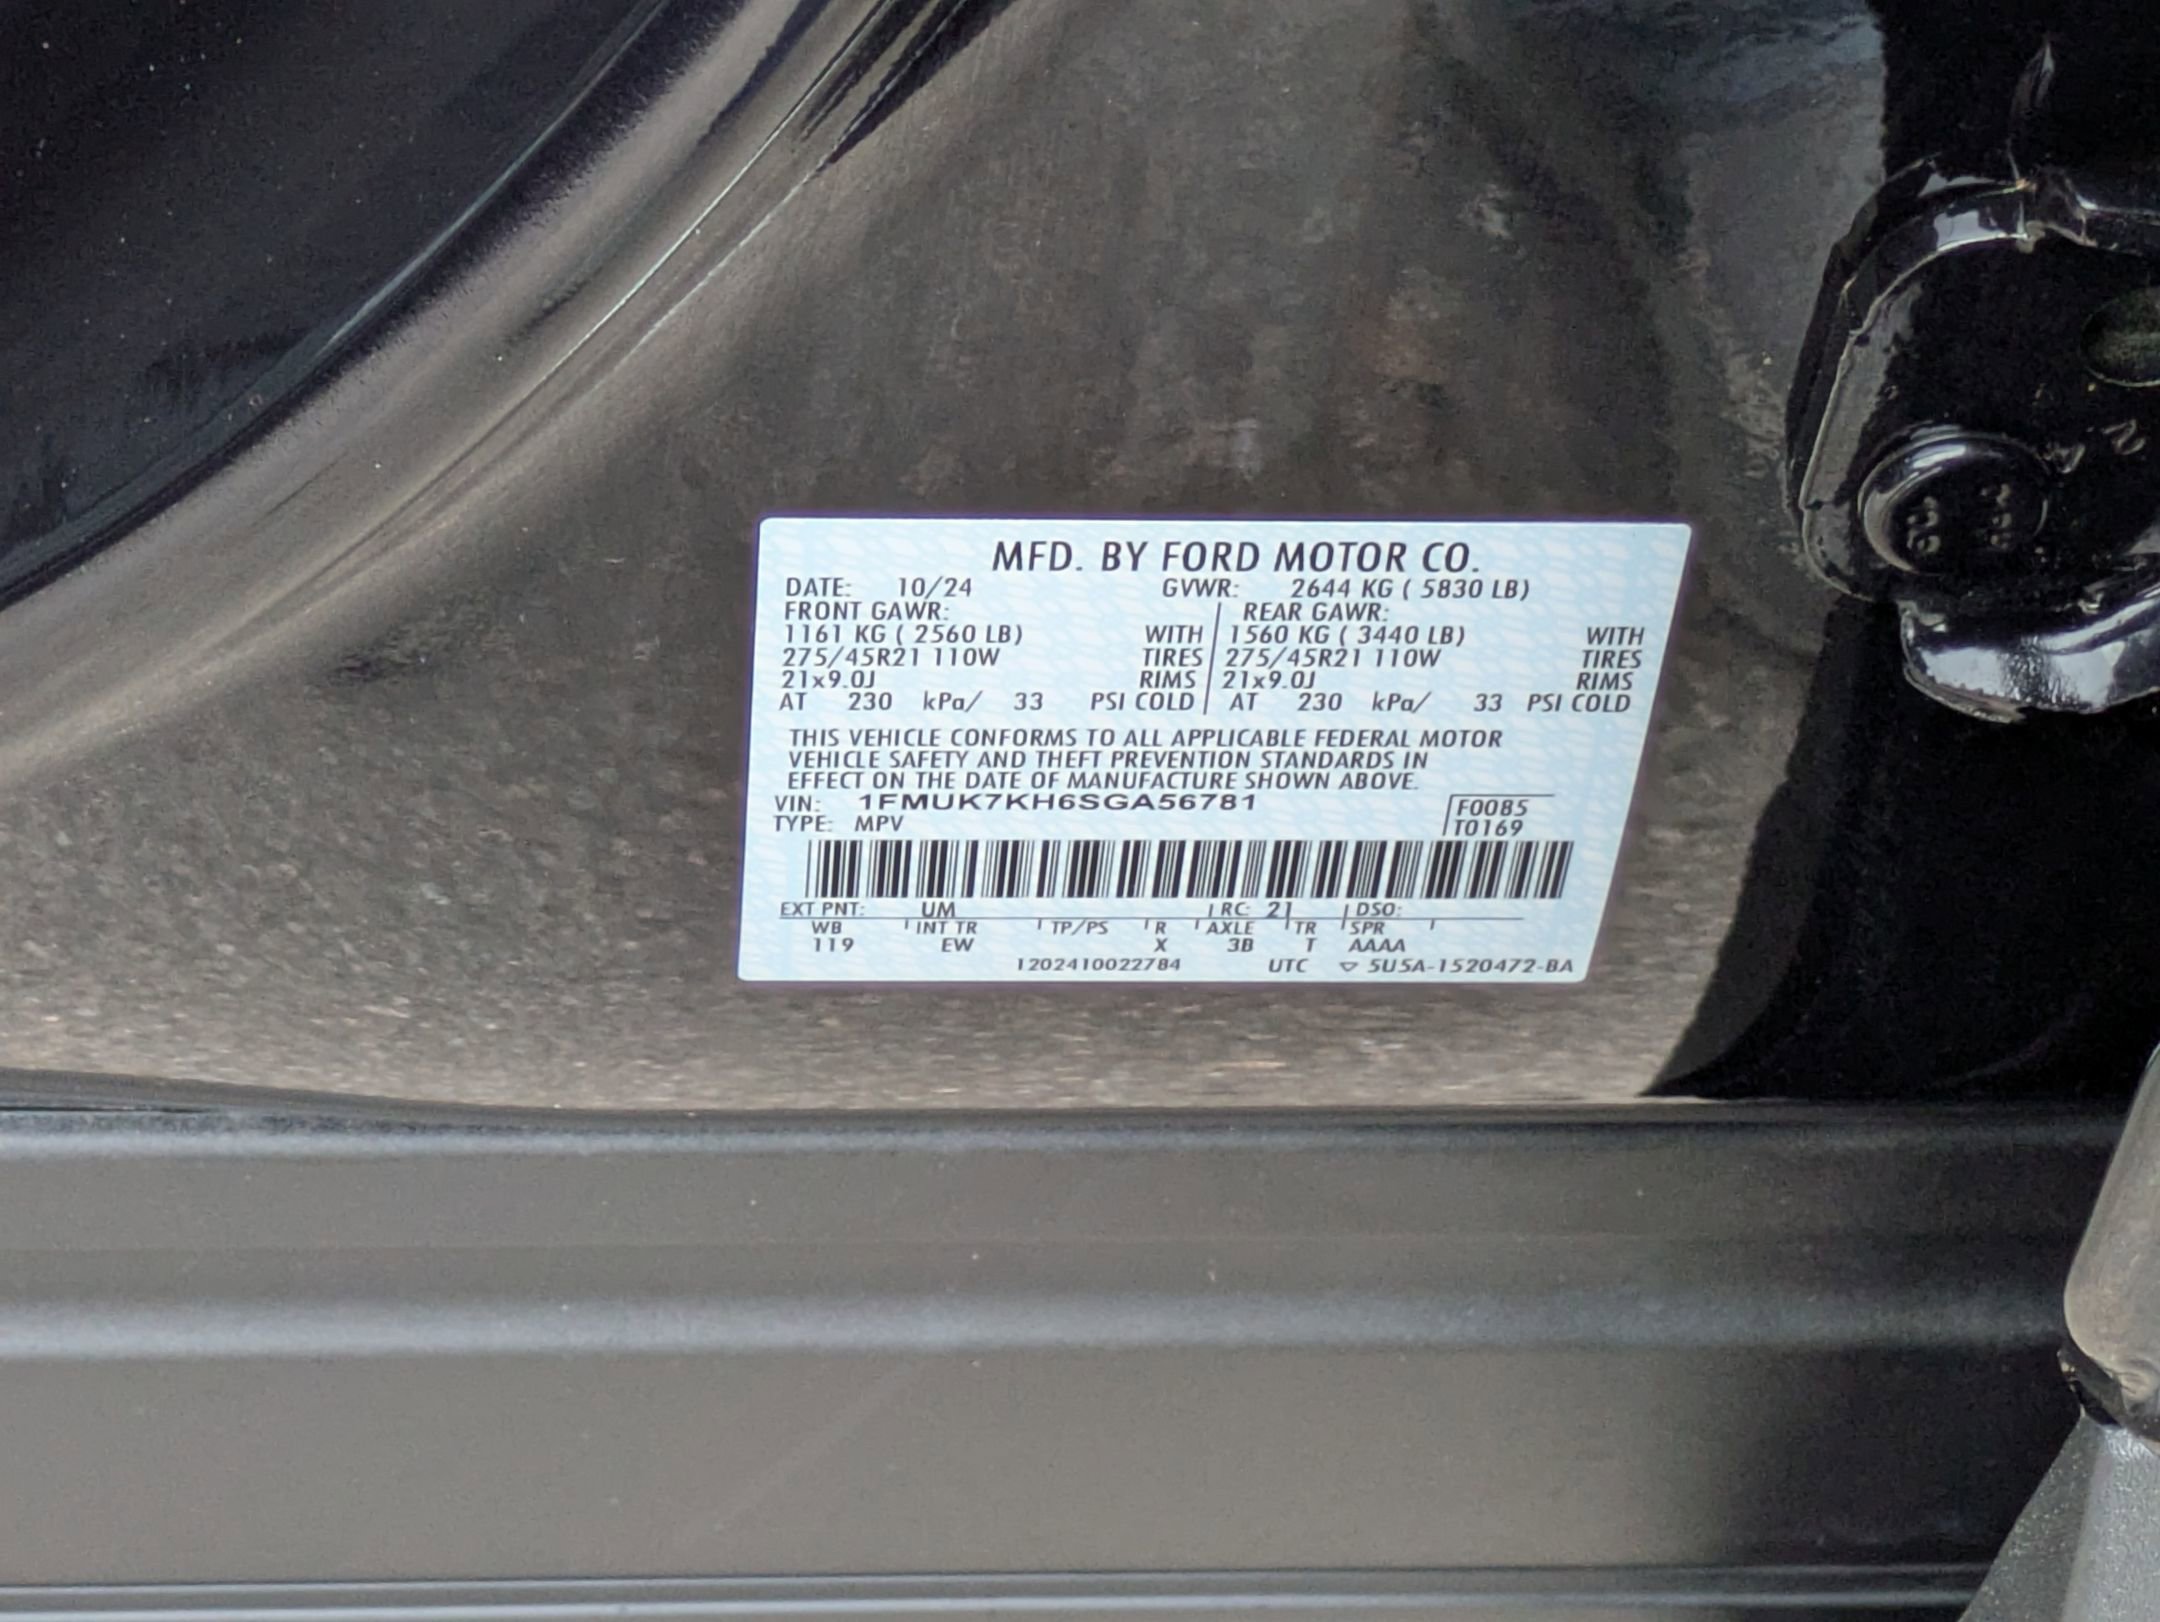 MFD. BY FORD MOTOR CO.
DATE: 10/24 GVWR: 2644 KG ( 5830 LB)
FRONT GAWR: REAR GAWR:
1161 KG ( 2560 LB) WITH 1560 KG ( 3440 LB) WITH
275/45R21 110W TIRES 275/45R21 110W TIRES
21x9.0J RIMS 21x9.0J RIMS
AT 230 kPa/ 33 PSI COLD AT 230 kPa/ 33 PSI COLD
THIS VEHICLE CONFORMS TO ALL APPLICABLE FEDERAL MOTOR
VEHICLE SAFETY AND THEFT PREVENTION STANDARDS IN
EFFECT ON THE DATE OF MANUFACTURE SHOWN ABOVE.
VIN: 1FMUK7KH6SGA56781 F0085
TYPE: MPV T0169
EXT PNT: UM RC: 21 DSO:
WB INT TR TP/PS R AXLE TR SPR
119 EW X 3B T AAAA
1202410022784 UTC ▽ 5U5A-1520472-BA